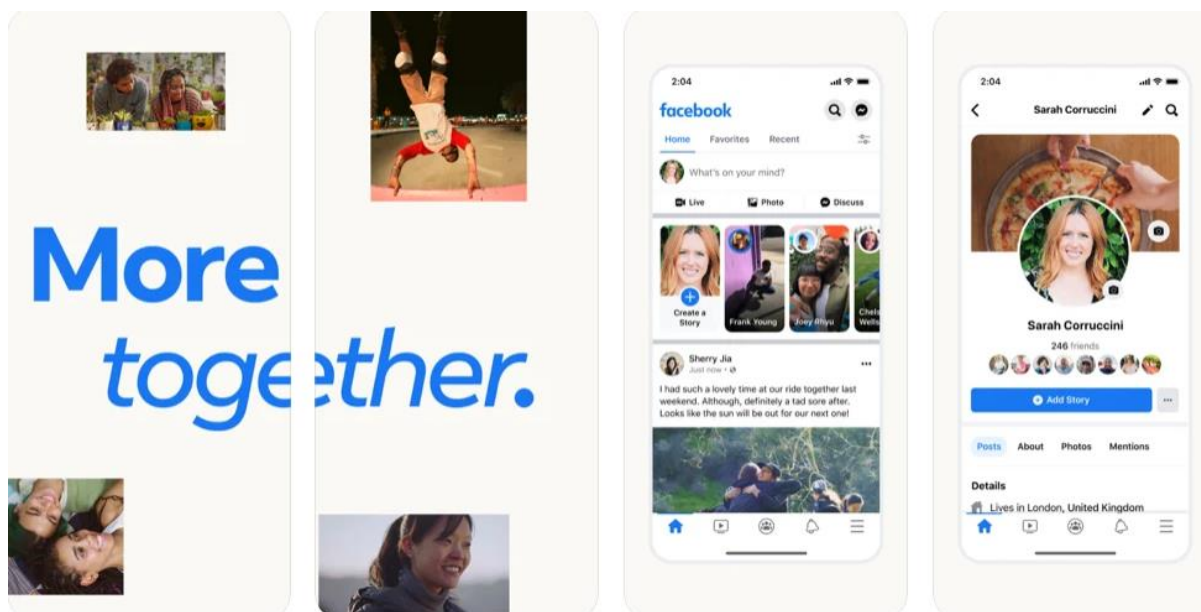 More
together.
2:04
facebook
Home Favorites Recent
What's on your mind?
Live Photo Discuss
Create a
Story
Frank Young
Joey Rhyu
Chels
Wells
Sherry Jia
Just now
I had such a lovely time at our ride together last
weekend. Although, definitely a tad sore after.
Looks like the sun will be out for our next one!
2:04
Sarah Corruccini
Sarah Corruccini
246 friends
Add Story
Posts About Photos Mentions
Details
Lives in London, United Kingdom